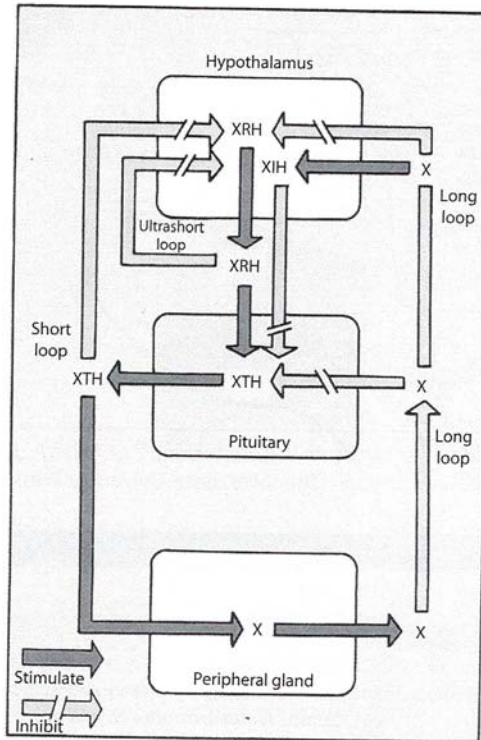 Hypothalamus
XRH
XIH
X
Ultrashort
loop
Long
loop
XRH
Short
loop
XTH
XTH
X
Pituitary
Long
loop
X
X
Peripheral gland
Stimulate
Inhibit